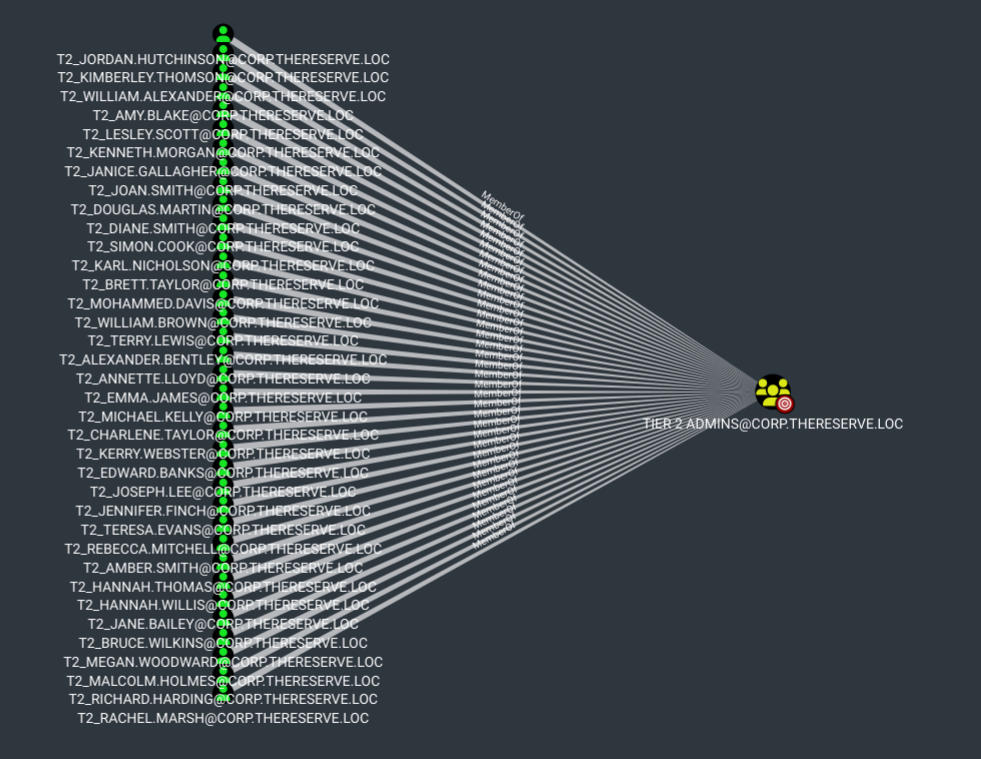 T2_JORDAN.HUTCHINSON@CORP.THERESERVE.LOC
T2_KIMBERLEY.THOMSON@CORP.THERESERVE.LOC
T2_WILLIAM.ALEXANDER@CORP.THERESERVE.LOC
T2_AMY.BLAKE@CORP.THERESERVE.LOC
T2_LESLEY.SCOTT@CORP.THERESERVE.LOC
T2_KENNETH.MORGAN@CORP.THERESERVE.LOC
T2_JANICE.GALLAGHER@CORP.THERESERVE.LOC
T2_JOAN.SMITH@CORP.THERESERVE.LOC
T2_DOUGLAS.MARTIN@CORP.THERESERVE.LOC
T2_DIANE.SMITH@CORP.THERESERVE.LOC
T2_SIMON.COOK@CORP.THERESERVE.LOC
T2_KARL.NICHOLSON@CORP.THERESERVE.LOC
T2_BRETT.TAYLOR@CORP.THERESERVE.LOC
T2_MOHAMMED.DAVIS@CORP.THERESERVE.LOC
T2_WILLIAM.BROWN@CORP.THERESERVE.LOC
T2_TERRY.LEWIS@CORP.THERESERVE.LOC
T2_ALEXANDER.BENTLEY@CORP.THERESERVE.LOC
T2_ANNETTE.LLOYD@CORP.THERESERVE.LOC
T2_EMMA.JAMES@CORP.THERESERVE.LOC
T2_MICHAEL.KELLY@CORP.THERESERVE.LOC
T2_CHARLENE.TAYLOR@CORP.THERESERVE.LOC
T2_KERRY.WEBSTER@CORP.THERESERVE.LOC
T2_EDWARD.BANKS@CORP.THERESERVE.LOC
T2_JOSEPH.LEE@CORP.THERESERVE.LOC
T2_JENNIFER.FINCH@CORP.THERESERVE.LOC
T2_TERESA.EVANS@CORP.THERESERVE.LOC
T2_REBECCA.MITCHELL@CORP.THERESERVE.LOC
T2_AMBER.SMITH@CORP.THERESERVE.LOC
T2_HANNAH.THOMAS@CORP.THERESERVE.LOC
T2_HANNAH.WILLIS@CORP.THERESERVE.LOC
T2_JANE.BAILEY@CORP.THERESERVE.LOC
T2_BRUCE.WILKINS@CORP.THERESERVE.LOC
T2_MEGAN.WOODWARD@CORP.THERESERVE.LOC
T2_MALCOLM.HOLMES@CORP.THERESERVE.LOC
T2_RICHARD.HARDING@CORP.THERESERVE.LOC
T2_RACHEL.MARSH@CORP.THERESERVE.LOC
MemberOf
TIER 2 ADMINS@CORP.THERESERVE.LOC